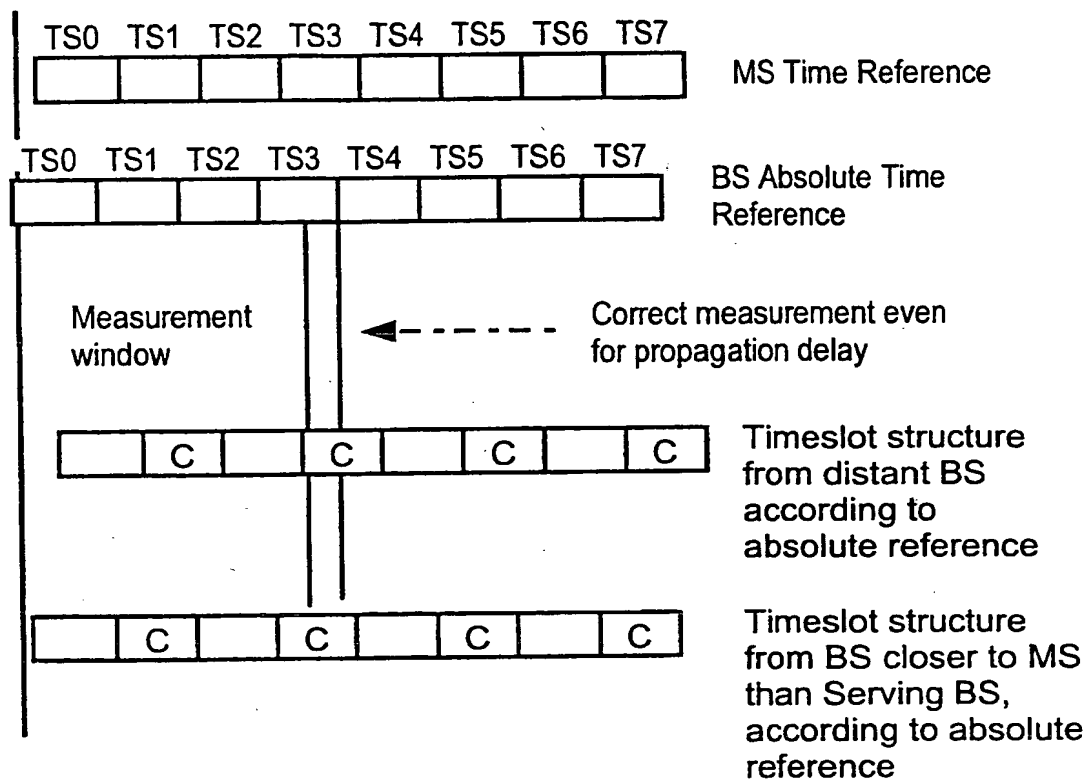 TS0 TS1 TS2 TS3 TS4 TS5 TS6 TS7
MS Time Reference
TS0 TS1 TS2 TS3 TS4 TS5 TS6 TS7
BS Absolute Time
Reference
Measurement
window
Correct measurement even
for propagation delay
C C C C
Timeslot structure
from distant BS
according to
absolute reference
C C C C
Timeslot structure
from BS closer to MS
than Serving BS,
according to absolute
reference